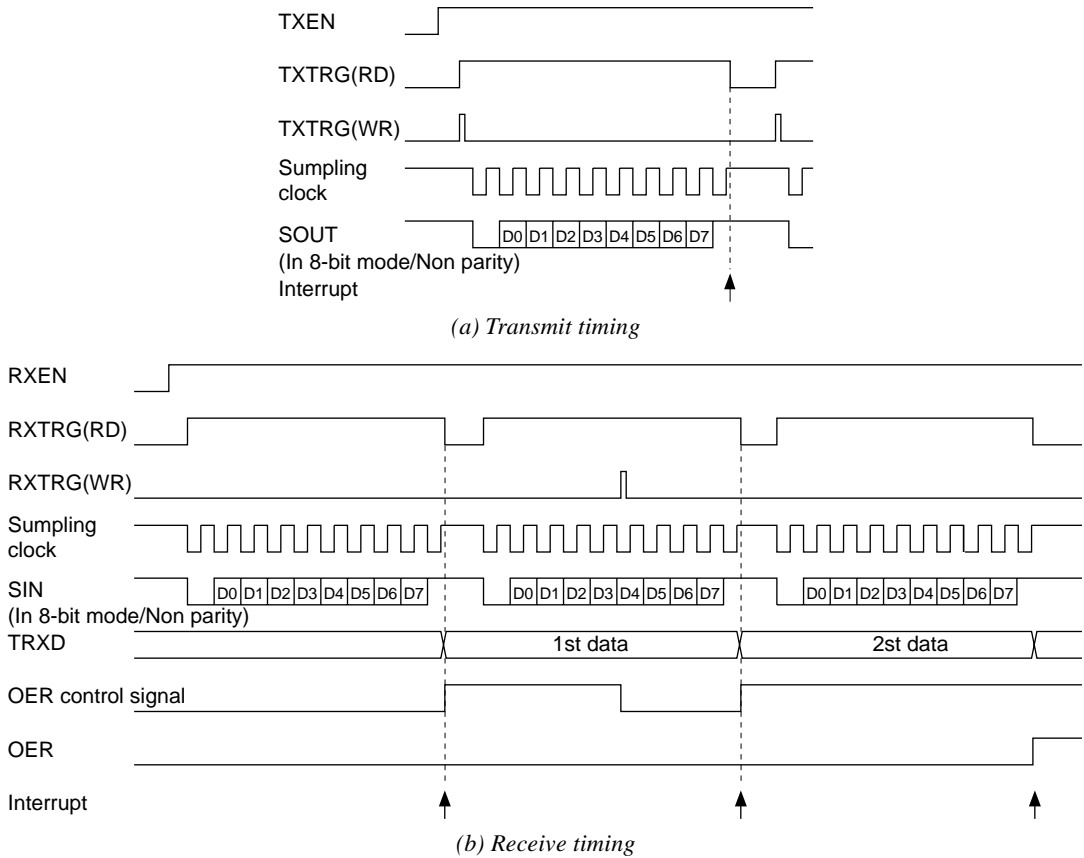 TXEN
TXTRG(RD)
TXTRG(WR)
Sumpling
clock
SOUT
D0 D1 D2 D3 D4 D5 D6 D7
(In 8-bit mode/Non parity)
Interrupt
(a) Transmit timing
RXEN
RXTRG(RD)
RXTRG(WR)
Sumpling
clock
SIN
D0 D1 D2 D3 D4 D5 D6 D7 D0 D1 D2 D3 D4 D5 D6 D7 D0 D1 D2 D3 D4 D5 D6 D7
(In 8-bit mode/Non parity)
TRXD 1st data 2st data
OER control signal
OER
Interrupt
(b) Receive timing